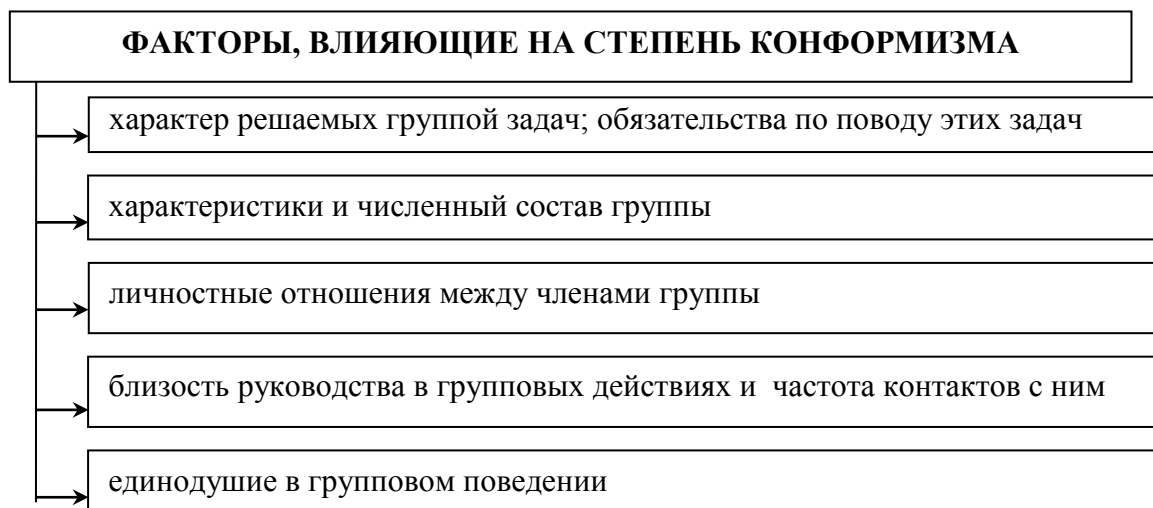 ФАКТОРЫ, ВЛИЯЮЩИЕ НА СТЕПЕНЬ КОНФОРМИЗМА
характер решаемых группой задач; обязательства по поводу этих задач
характеристики и численный состав группы
личностные отношения между членами группы
близость руководства в групповых действиях и частота контактов с ним
единодушие в групповом поведении